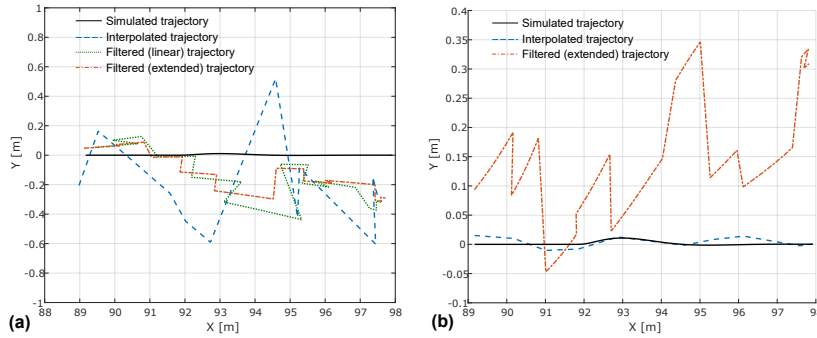 Simulated trajectory
Interpolated trajectory
Filtered (linear) trajectory
Filtered (extended) trajectory
1
0.8
0.6
0.4
0.2
0
-0.2
-0.4
-0.6
-0.8
-1
Y [m]
88 89 90 91 92 93 94 95 96 97 98
X [m]
(a)
Simulated trajectory
Interpolated trajectory
Filtered (extended) trajectory
0.4
0.35
0.3
0.25
0.2
0.15
0.1
0.05
0
-0.05
-0.1
Y [m]
89 90 91 92 93 94 95 96 97
X [m]
(b)